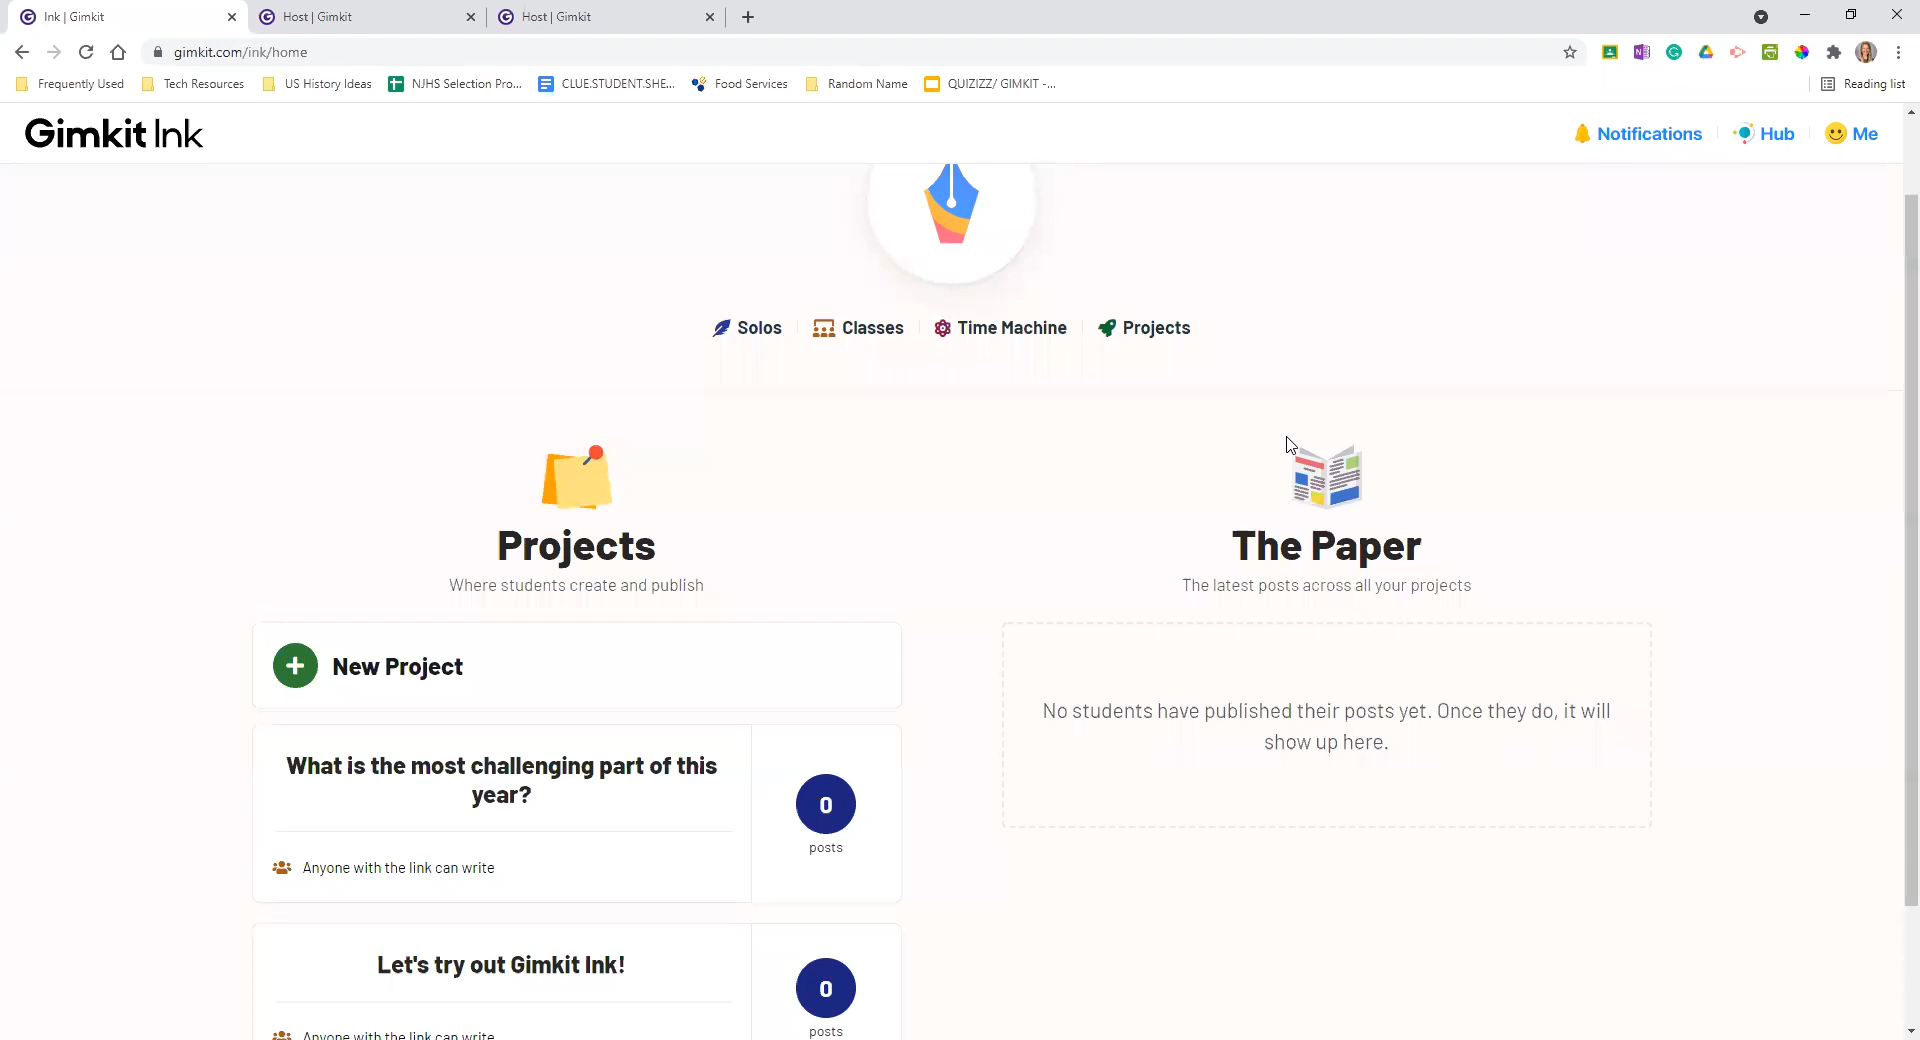 Ink | Gimkit
Host | Gimkit
Host | Gimkit
gimkit.com/ink/home
Frequently Used
Tech Resources
US History Ideas
NJHS Selection Pro...
CLUE.STUDENT.SHE...
Food Services
Random Name
QUIZIZZ/ GIMKIT -...
Reading list
Gimkit Ink
Notifications
Hub
Me
Solos
Classes
Time Machine
Projects
Projects
Where students create and publish
New Project
What is the most challenging part of this
year?
Anyone with the link can write
0
posts
Let's try out Gimkit Ink!
Anyone with the link can write
0
posts
The Paper
The latest posts across all your projects
No students have published their posts yet. Once they do, it will
show up here.